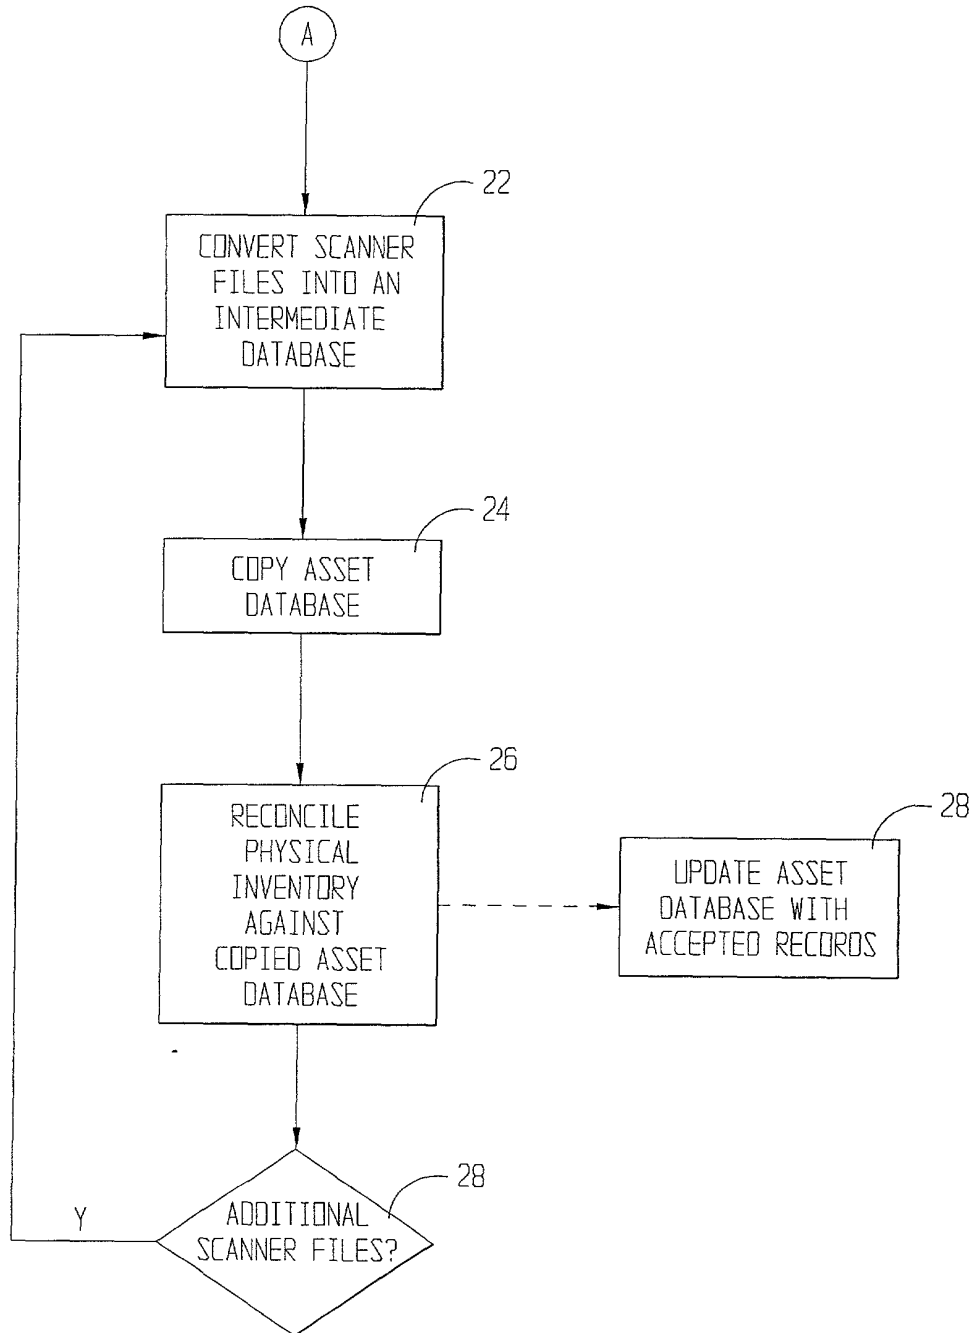 A
22
CONVERT SCANNER
FILES INTO AN
INTERMEDIATE
DATABASE
24
COPY ASSET
DATABASE
26
RECONCILE
PHYSICAL
INVENTORY
AGAINST
COPIED ASSET
DATABASE
28
UPDATE ASSET
DATABASE WITH
ACCEPTED RECORDS
28
ADDITIONAL
SCANNER FILES?
Y